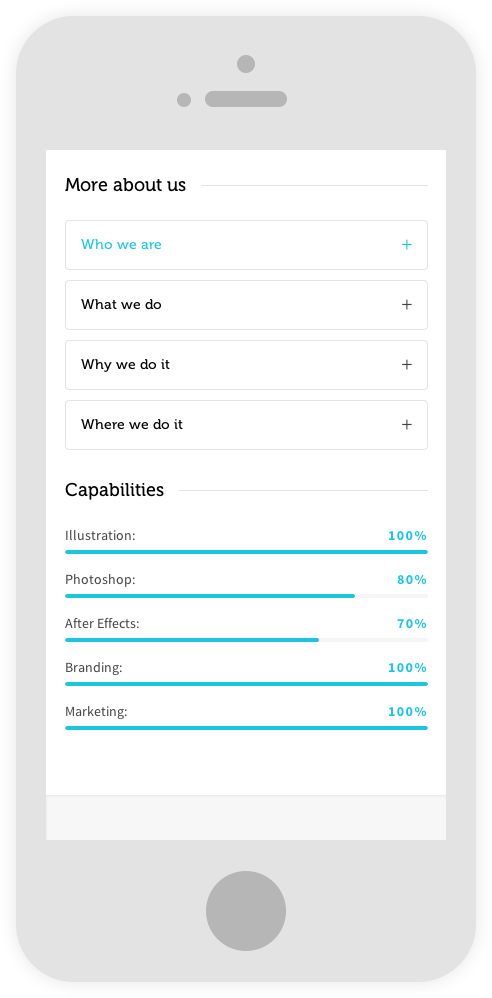 More about us
Who we are +
What we do +
Why we do it +
Where we do it +
Capabilities
Illustration: 100%
Photoshop: 80%
After Effects: 70%
Branding: 100%
Marketing: 100%